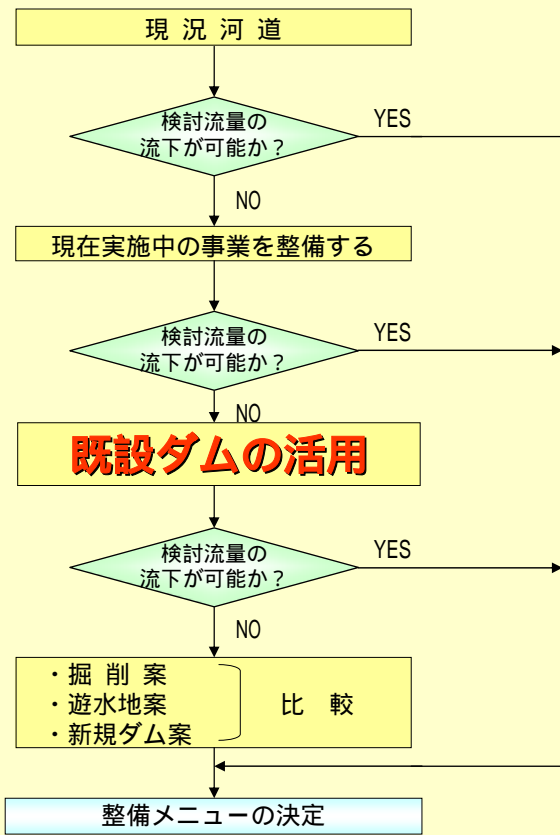 現 況 河 道
検討流量の
流下が可能か？
YES
NO
現在実施中の事業を整備する
検討流量の
流下が可能か？
YES
NO
既設ダムの活用
検討流量の
流下が可能か？
YES
NO
・掘 削 案
・遊水地案
・新規ダム案
比 較
整備メニューの決定